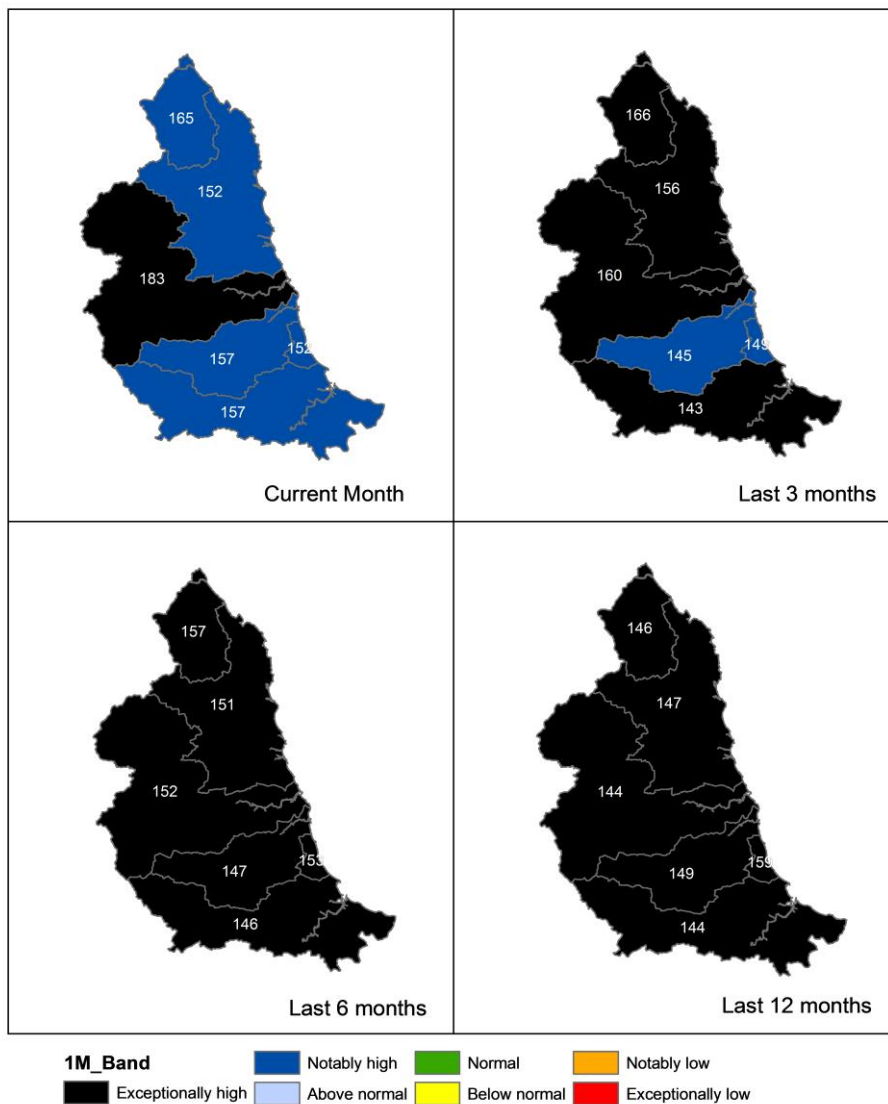 165
152
183
157
152
157
Current Month
166
156
160
145
149
143
Last 3 months
157
151
152
147
153
146
Last 6 months
146
147
144
149
159
144
Last 12 months
1M_Band
Notably high
Normal
Notably low
Exceptionally high
Above normal
Below normal
Exceptionally low